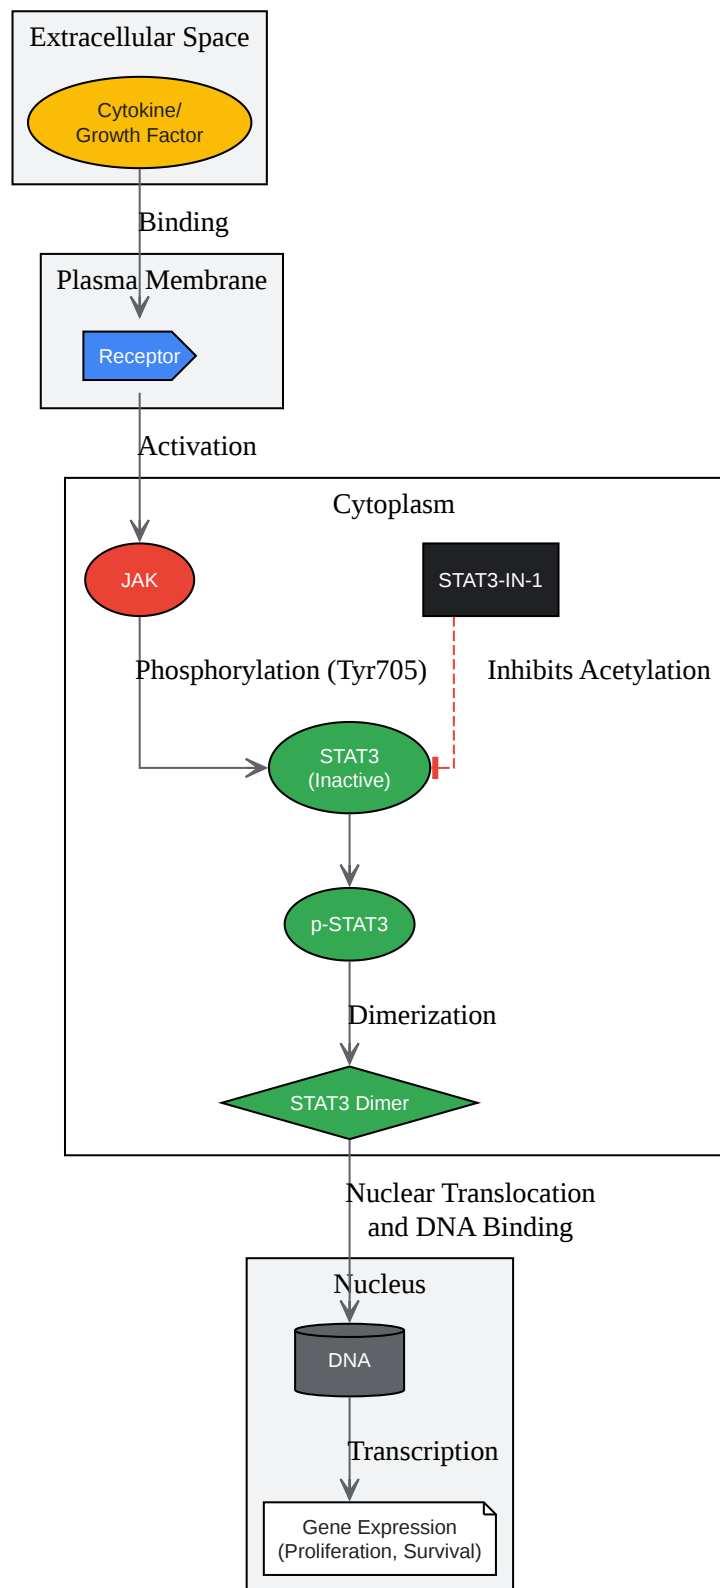 Extracellular Space
Cytokine/
Growth Factor
Binding
Plasma Membrane
Receptor
Activation
Cytoplasm
JAK
STAT3-IN-1
Phosphorylation (Tyr705)
Inhibits Acetylation
STAT3
(Inactive)
p-STAT3
Dimerization
STAT3 Dimer
Nuclear Translocation
and DNA Binding
Nucleus
DNA
Transcription
Gene Expression
(Proliferation, Survival)